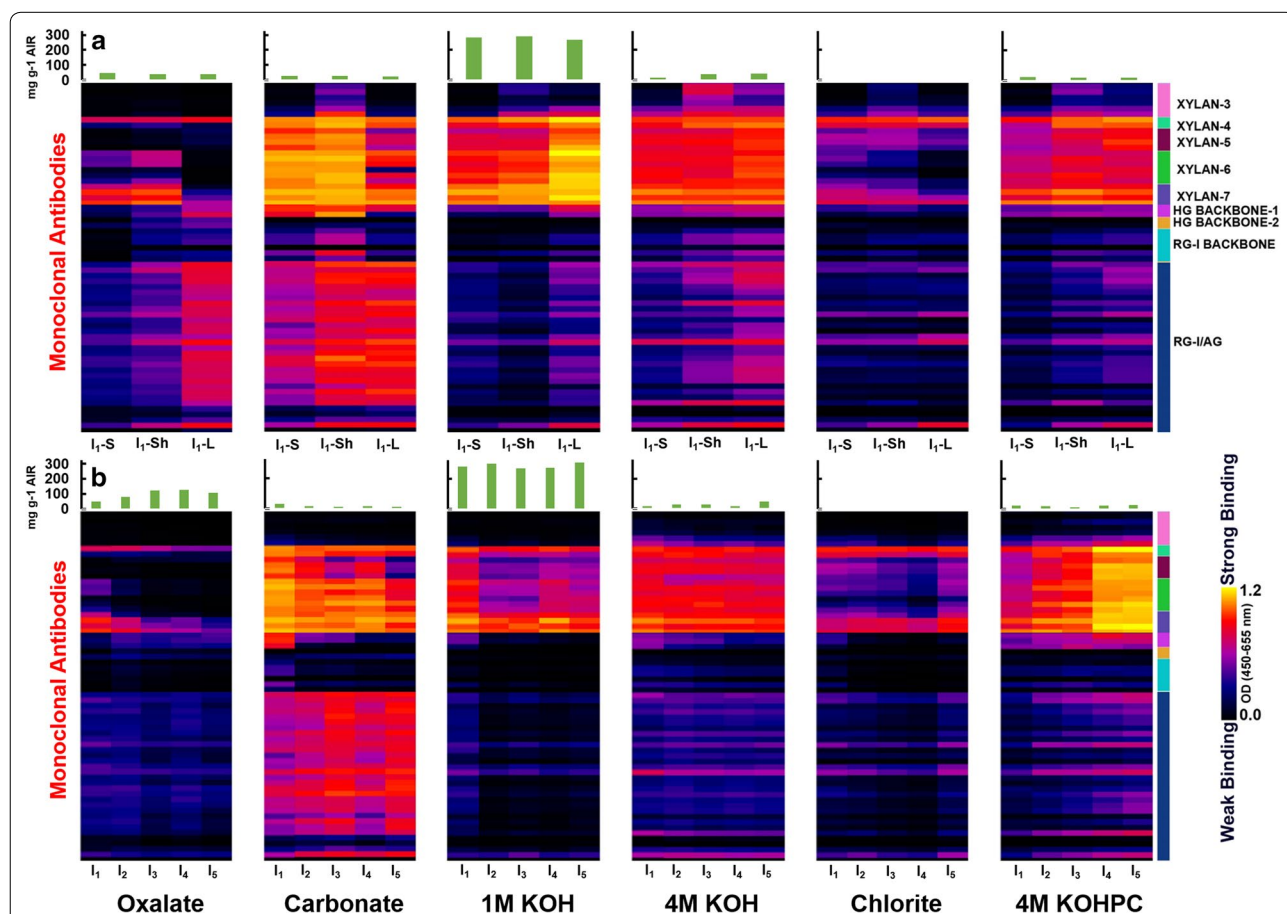 a
mg g-1 AIR
300
200
100
0
Monoclonal Antibodies
XYLAN-3
XYLAN-4
XYLAN-5
XYLAN-6
XYLAN-7
HG BACKBONE-1
HG BACKBONE-2
RG-I BACKBONE
RG-I/AG
I₁-S I₁-Sh I₁-L I₁-S I₁-Sh I₁-L I₁-S I₁-Sh I₁-L I₁-S I₁-Sh I₁-L I₁-S I₁-Sh I₁-L I₁-S I₁-Sh I₁-L
b
mg g-1 AIR
300
200
100
0
Monoclonal Antibodies
Strong Binding
1.2
OD (450-655 nm)
0.0
Weak Binding
I₁ I₂ I₃ I₄ I₅ I₁ I₂ I₃ I₄ I₅ I₁ I₂ I₃ I₄ I₅ I₁ I₂ I₃ I₄ I₅ I₁ I₂ I₃ I₄ I₅ I₁ I₂ I₃ I₄ I₅
Oxalate Carbonate 1M KOH 4M KOH Chlorite 4M KOHPC